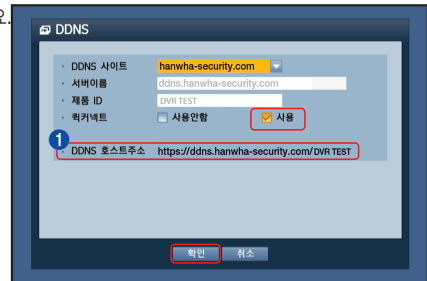 요.
DDNS
· DDNS 사이트 hanwha-security.com
· 서버이름 ddns.hanwha-security.com
· 제품 ID DVR TEST
· 퀵커넥트 사용안함 사용
1
· DDNS 호스트주소 https://ddns.hanwha-security.com/DVR TEST
확인 취소